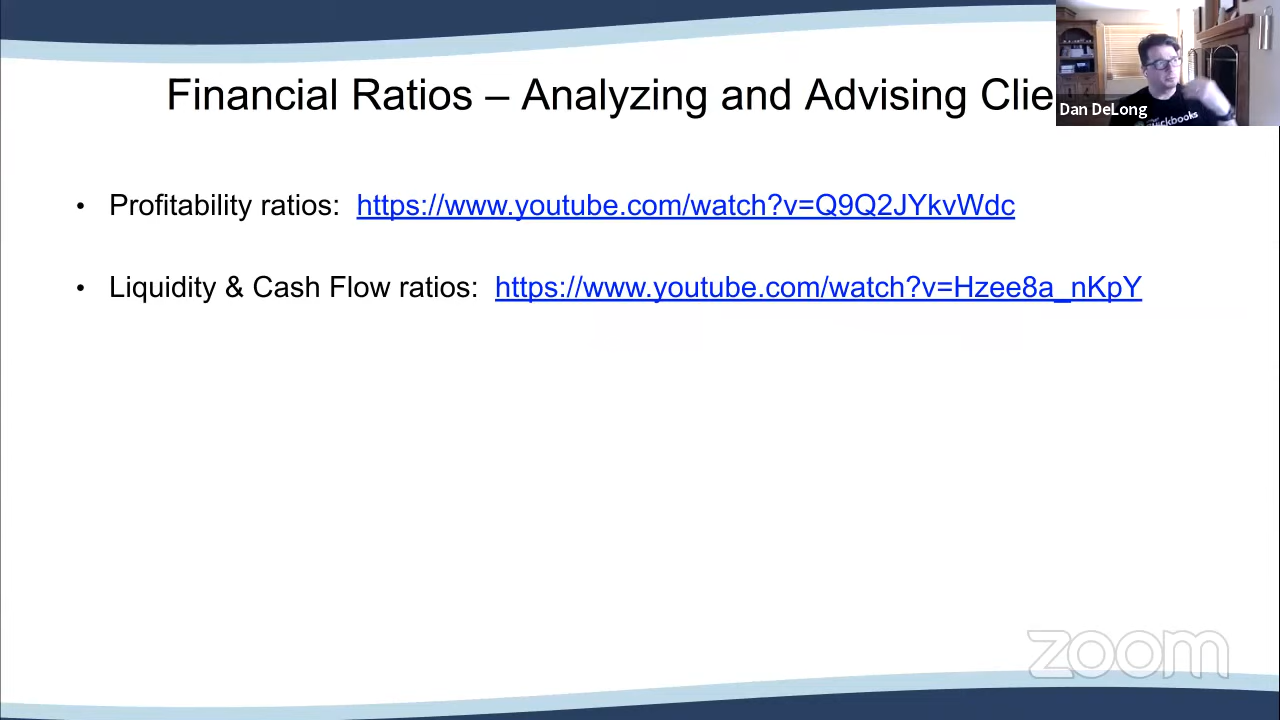 Financial Ratios – Analyzing and Advising Clie
Dan DeLong
• Profitability ratios: https://www.youtube.com/watch?v=Q9Q2JYkvWdc
• Liquidity & Cash Flow ratios: https://www.youtube.com/watch?v=Hzee8a_nKpY
zoom